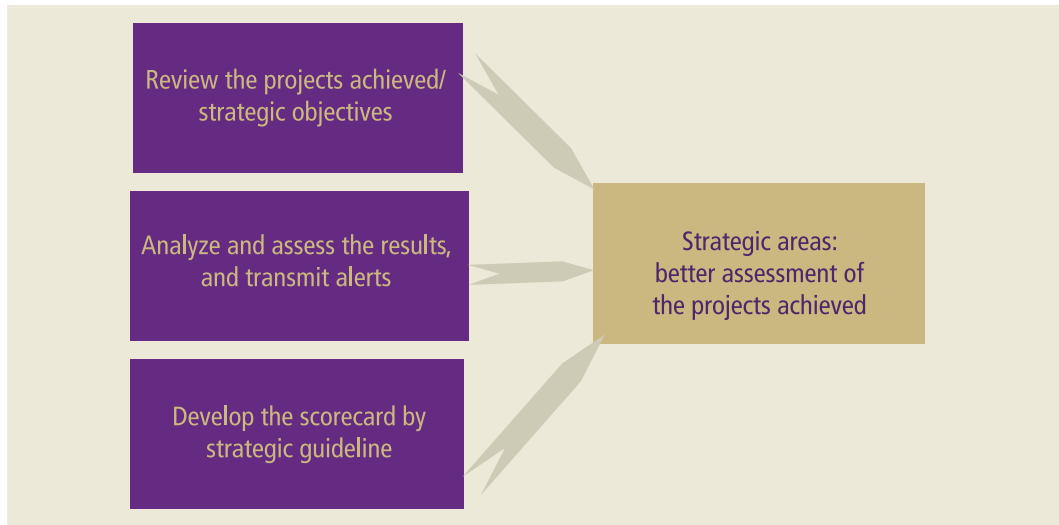 Review the projects achieved/
strategic objectives
Analyze and assess the results,
and transmit alerts
Develop the scorecard by
strategic guideline
Strategic areas:
better assessment of
the projects achieved